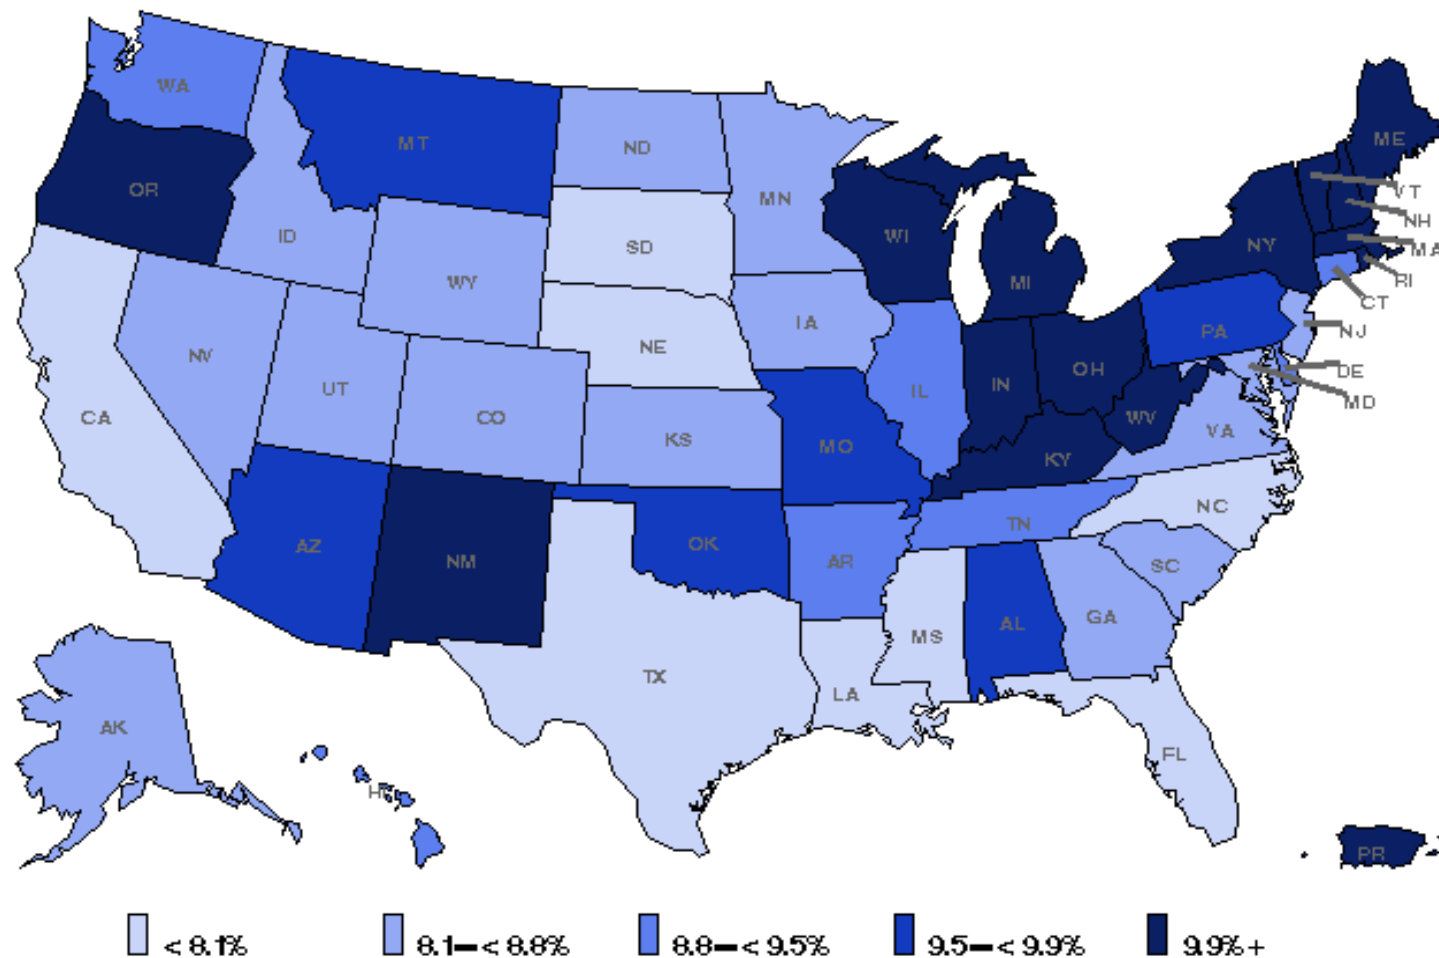 WA
MT
ND
MN
ME
OR
ID
SD
WI
VT
NH
NY
MA
WY
MI
RI
CT
NV
NE
IA
PA
NJ
UT
CO
IL
IN
OH
DE
MD
CA
KS
MO
KY
WV
VA
AZ
NM
OK
AR
TN
NC
SC
TX
MS
AL
GA
LA
FL
AK
HI
PR
< 8.1%
8.1—< 8.8%
8.8—< 9.5%
9.5—< 9.9%
9.9% +